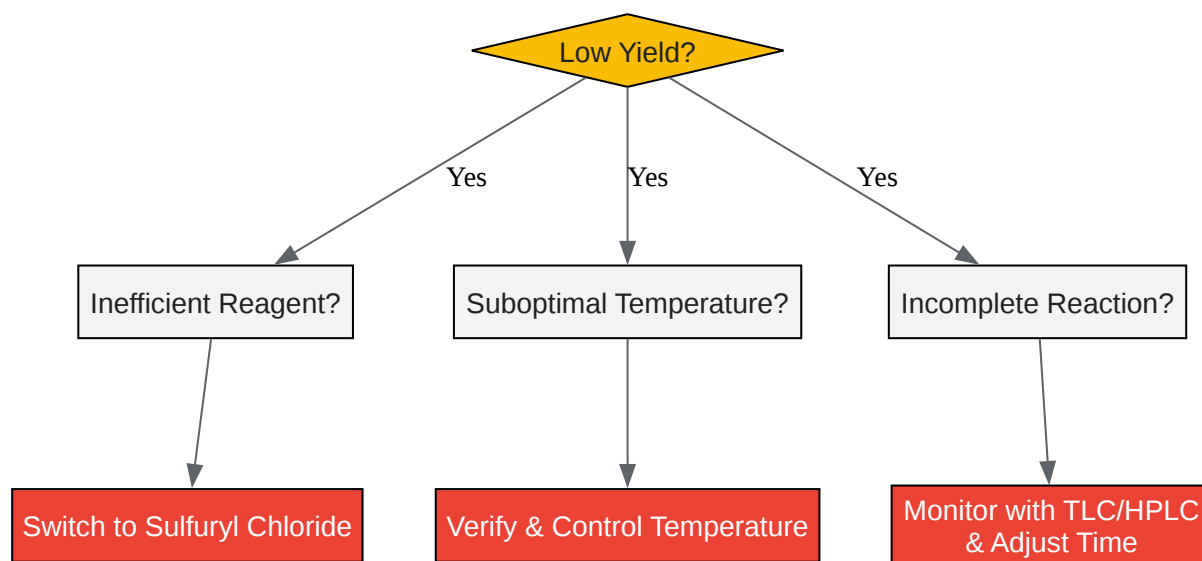 Low Yield?
Yes
Yes
Yes
Inefficient Reagent?
Suboptimal Temperature?
Incomplete Reaction?
Switch to Sulfuryl Chloride
Verify & Control Temperature
Monitor with TLC/HPLC
& Adjust Time